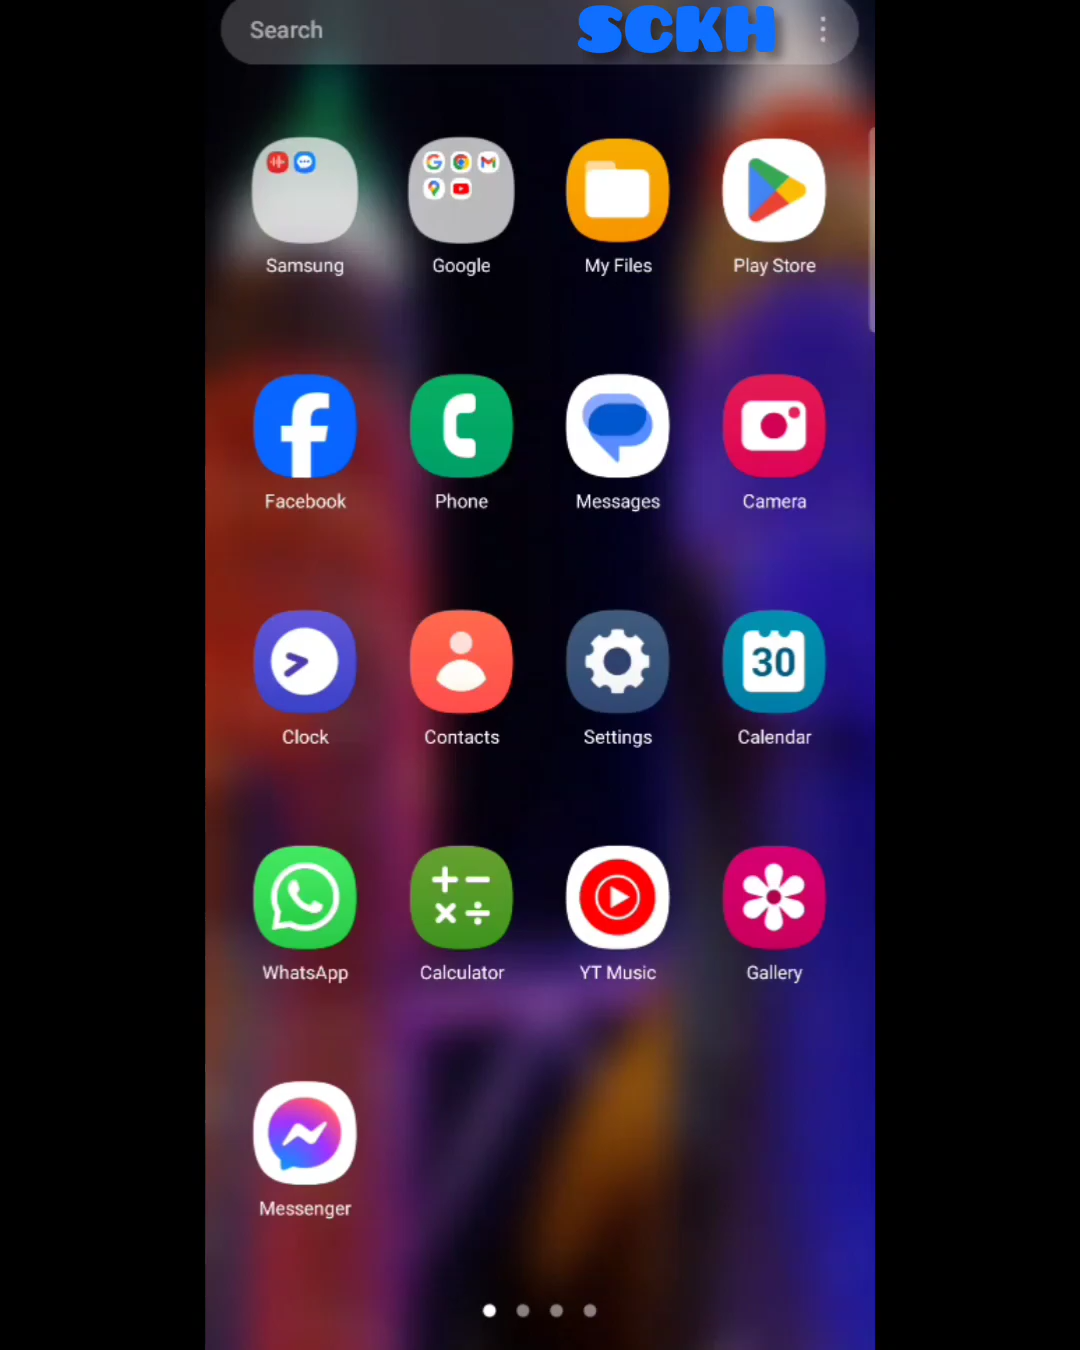 Search SCKH
Samsung Google My Files Play Store
Facebook Phone Messages Camera
30
Clock Contacts Settings Calendar
WhatsApp Calculator YT Music Gallery
Messenger